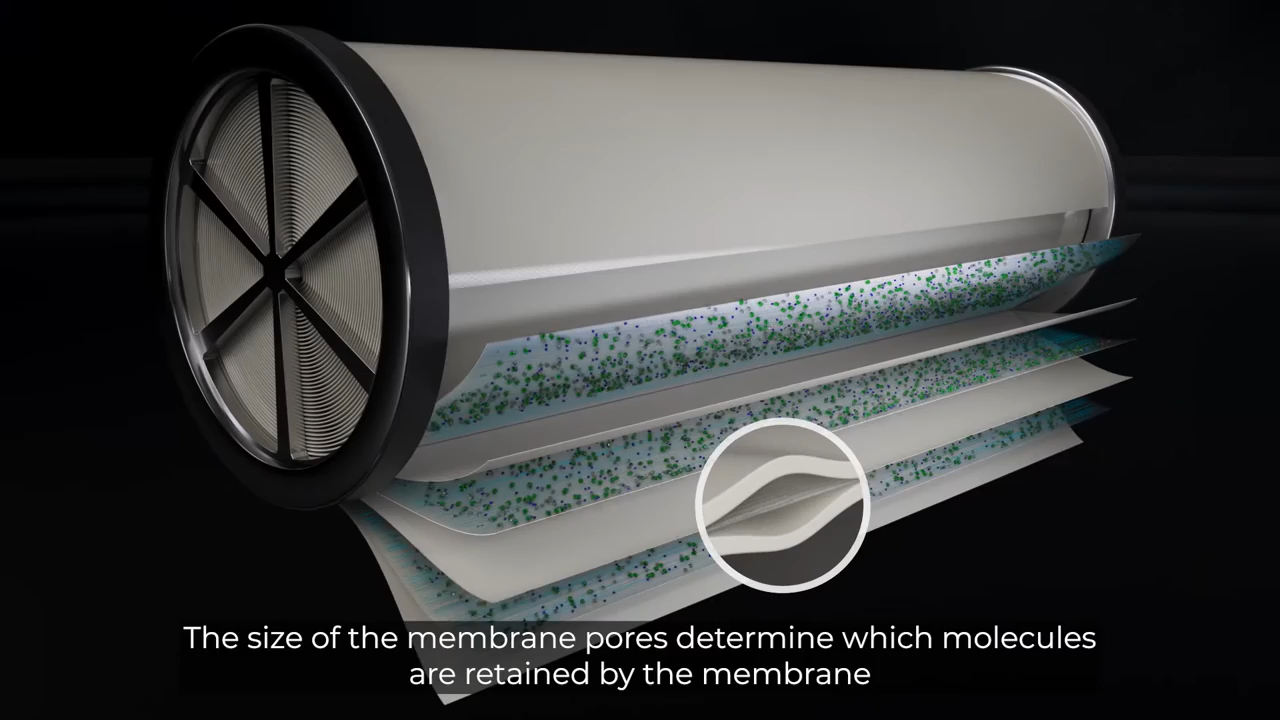 The size of the membrane pores determine which molecules
are retained by the membrane